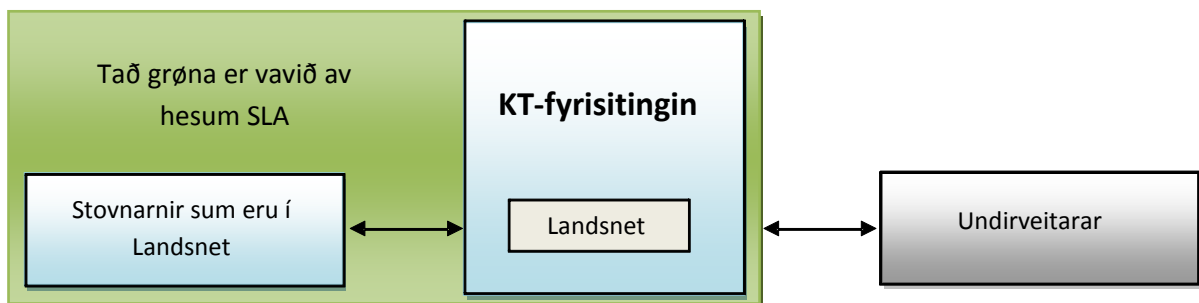 Tað grøna er vavið av
hesum SLA
KT-fyrisitingin
Stovnarnir sum eru í
Landsnet
Landsnet
Undirveitarar